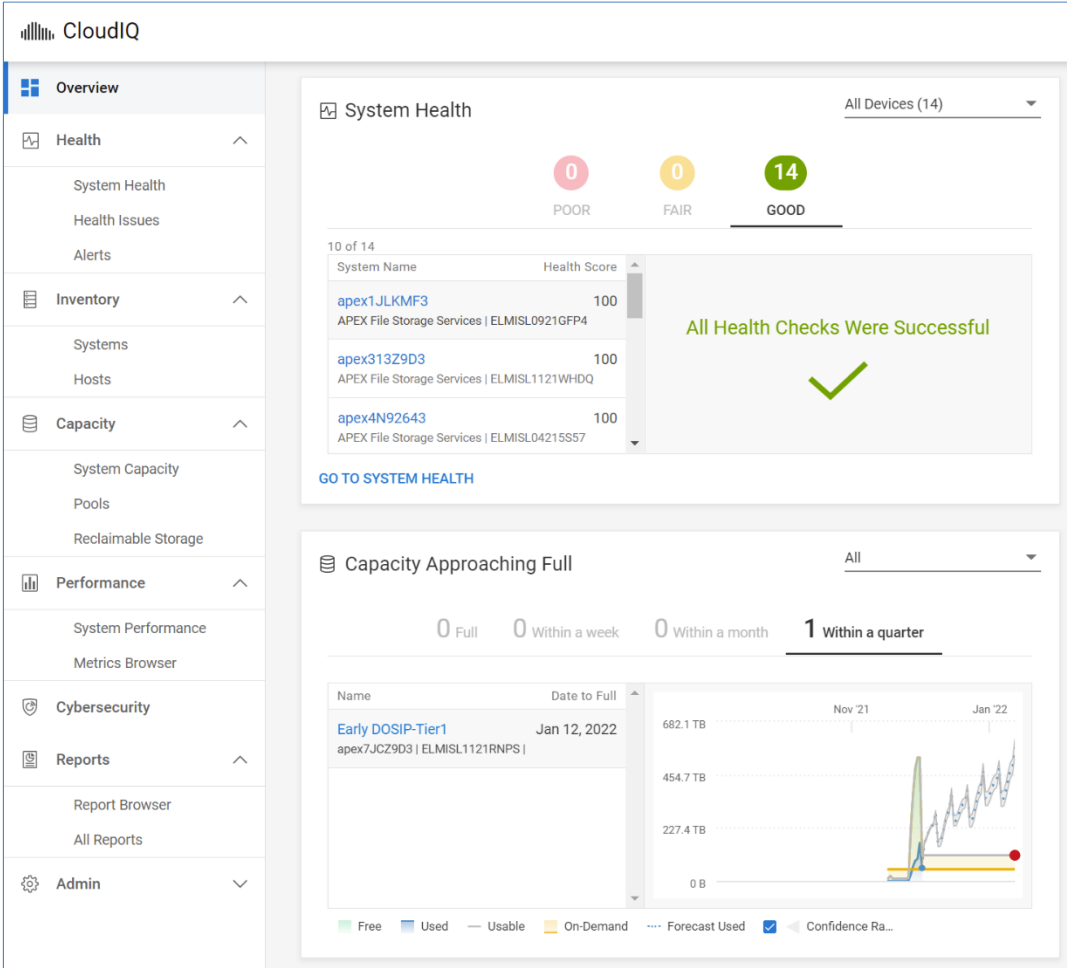 CloudIQ
Overview
Health
System Health
Health Issues
Alerts
Inventory
Systems
Hosts
Capacity
System Capacity
Pools
Reclaimable Storage
Performance
System Performance
Metrics Browser
Cybersecurity
Reports
Report Browser
All Reports
Admin
System Health
All Devices (14)
0 POOR
0 FAIR
14 GOOD
10 of 14
System Name Health Score
apex1JLKMF3 100
APEX File Storage Services | ELMISL0921GFP4
apex313Z9D3 100
APEX File Storage Services | ELMISL1121WHDQ
apex4N92643 100
APEX File Storage Services | ELMISL04215S57
All Health Checks Were Successful
GO TO SYSTEM HEALTH
Capacity Approaching Full
All
0 Full 0 Within a week 0 Within a month 1 Within a quarter
Name Date to Full
Early DOSIP-Tier1 Jan 12, 2022
apex7JCZ9D3 | ELMISL1121RNPS |
Nov '21 Jan '22
682.1 TB
454.7 TB
227.4 TB
0 B
Free Used Usable On-Demand Forecast Used Confidence Ra...